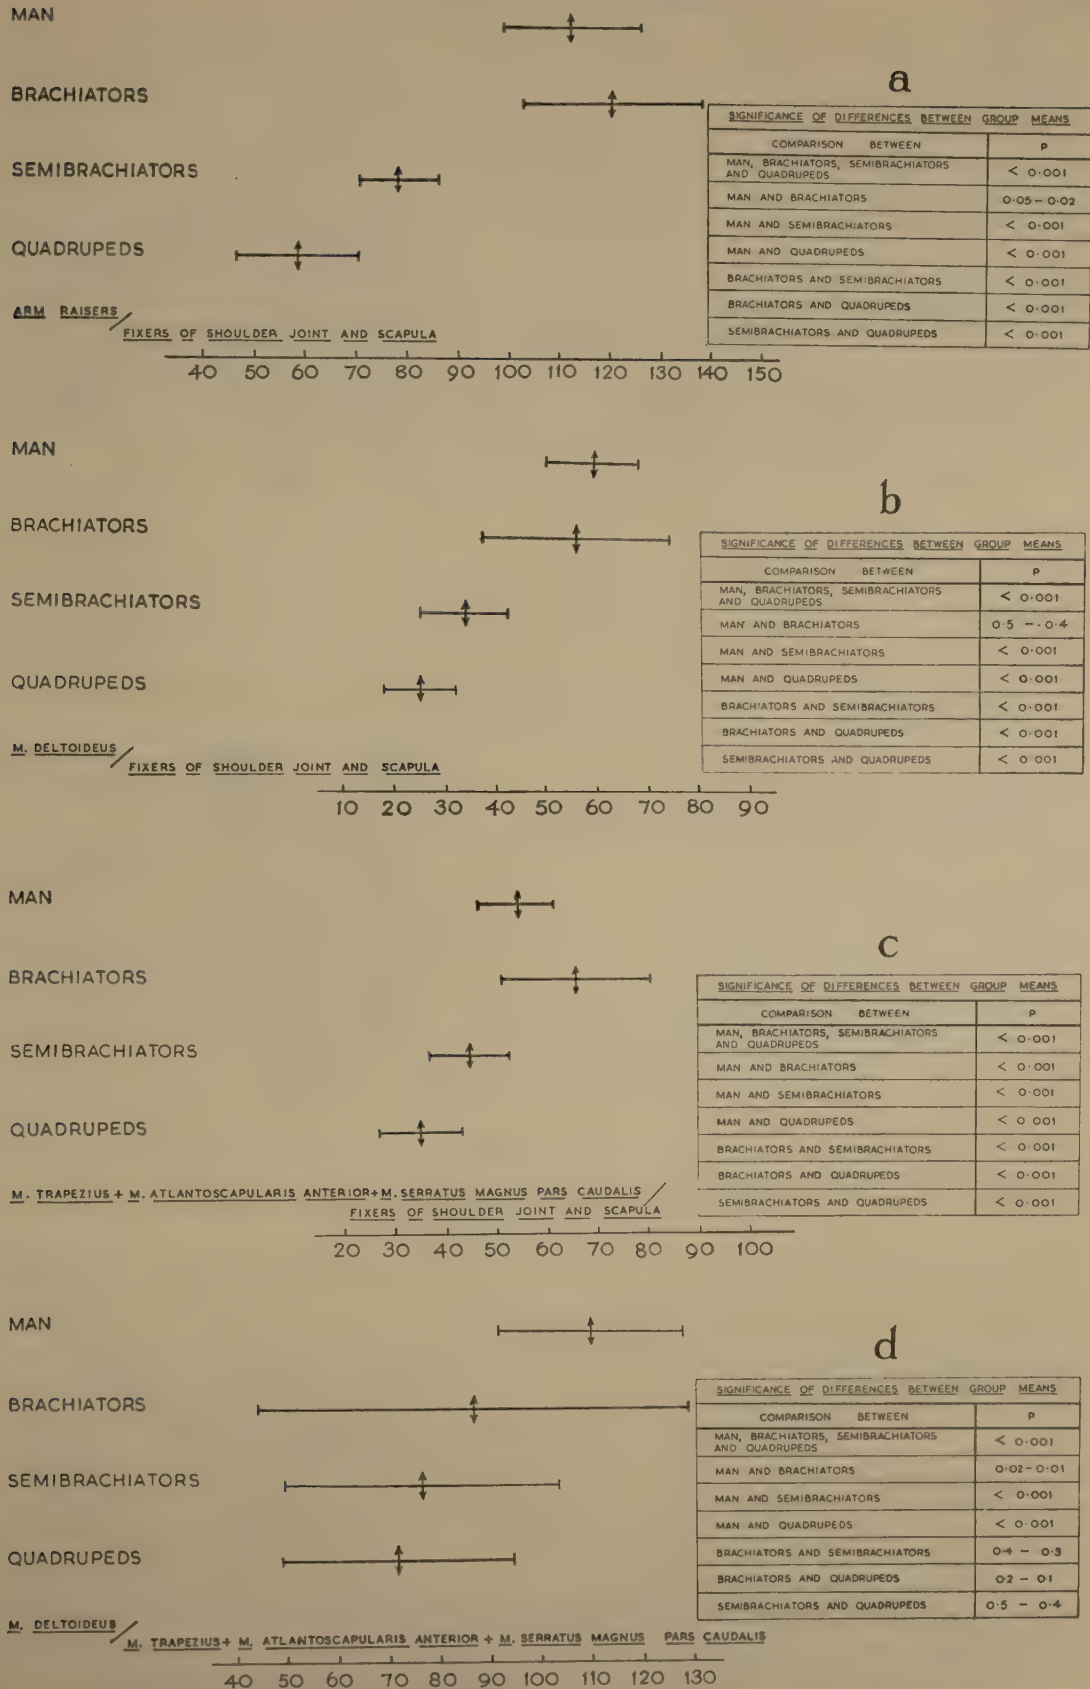 MAN
BRACHIATORS
SEMIBRACHIATORS
QUADRUPEDS
ARM RAISERS /
FIXERS OF SHOULDER JOINT AND SCAPULA
40 50 60 70 80 90 100 110 120 130 140 150
a
SIGNIFICANCE OF DIFFERENCES BETWEEN GROUP MEANS
COMPARISON BETWEEN P
MAN, BRACHIATORS, SEMIBRACHIATORS
AND QUADRUPEDS < 0·001
MAN AND BRACHIATORS 0·05 – 0·02
MAN AND SEMIBRACHIATORS < 0·001
MAN AND QUADRUPEDS < 0·001
BRACHIATORS AND SEMIBRACHIATORS < 0·001
BRACHIATORS AND QUADRUPEDS < 0·001
SEMIBRACHIATORS AND QUADRUPEDS < 0·001
MAN
BRACHIATORS
SEMIBRACHIATORS
QUADRUPEDS
M. DELTOIDEUS /
FIXERS OF SHOULDER JOINT AND SCAPULA
10 20 30 40 50 60 70 80 90
b
SIGNIFICANCE OF DIFFERENCES BETWEEN GROUP MEANS
COMPARISON BETWEEN P
MAN, BRACHIATORS, SEMIBRACHIATORS
AND QUADRUPEDS < 0·001
MAN AND BRACHIATORS 0·5 – 0·4
MAN AND SEMIBRACHIATORS < 0·001
MAN AND QUADRUPEDS < 0·001
BRACHIATORS AND SEMIBRACHIATORS < 0·001
BRACHIATORS AND QUADRUPEDS < 0·001
SEMIBRACHIATORS AND QUADRUPEDS < 0 001
MAN
BRACHIATORS
SEMIBRACHIATORS
QUADRUPEDS
M. TRAPEZIUS + M. ATLANTOSCAPULARIS ANTERIOR + M. SERRATUS MAGNUS PARS CAUDALIS /
FIXERS OF SHOULDER JOINT AND SCAPULA
20 30 40 50 60 70 80 90 100
c
SIGNIFICANCE OF DIFFERENCES BETWEEN GROUP MEANS
COMPARISON BETWEEN P
MAN, BRACHIATORS, SEMIBRACHIATORS
AND QUADRUPEDS < 0·001
MAN AND BRACHIATORS < 0·001
MAN AND SEMIBRACHIATORS < 0·001
MAN AND QUADRUPEDS < 0 001
BRACHIATORS AND SEMIBRACHIATORS < 0·001
BRACHIATORS AND QUADRUPEDS < 0·001
SEMIBRACHIATORS AND QUADRUPEDS < 0·001
MAN
BRACHIATORS
SEMIBRACHIATORS
QUADRUPEDS
M. DELTOIDEUS /
M. TRAPEZIUS + M. ATLANTOSCAPULARIS ANTERIOR + M. SERRATUS MAGNUS PARS CAUDALIS
40 50 60 70 80 90 100 110 120 130
d
SIGNIFICANCE OF DIFFERENCES BETWEEN GROUP MEANS
COMPARISON BETWEEN P
MAN, BRACHIATORS, SEMIBRACHIATORS
AND QUADRUPEDS < 0·001
MAN AND BRACHIATORS 0·02 – 0·01
MAN AND SEMIBRACHIATORS < 0·001
MAN AND QUADRUPEDS < 0·001
BRACHIATORS AND SEMIBRACHIATORS 0·4 – 0·3
BRACHIATORS AND QUADRUPEDS 0·2 – 0·1
SEMIBRACHIATORS AND QUADRUPEDS 0·5 – 0·4